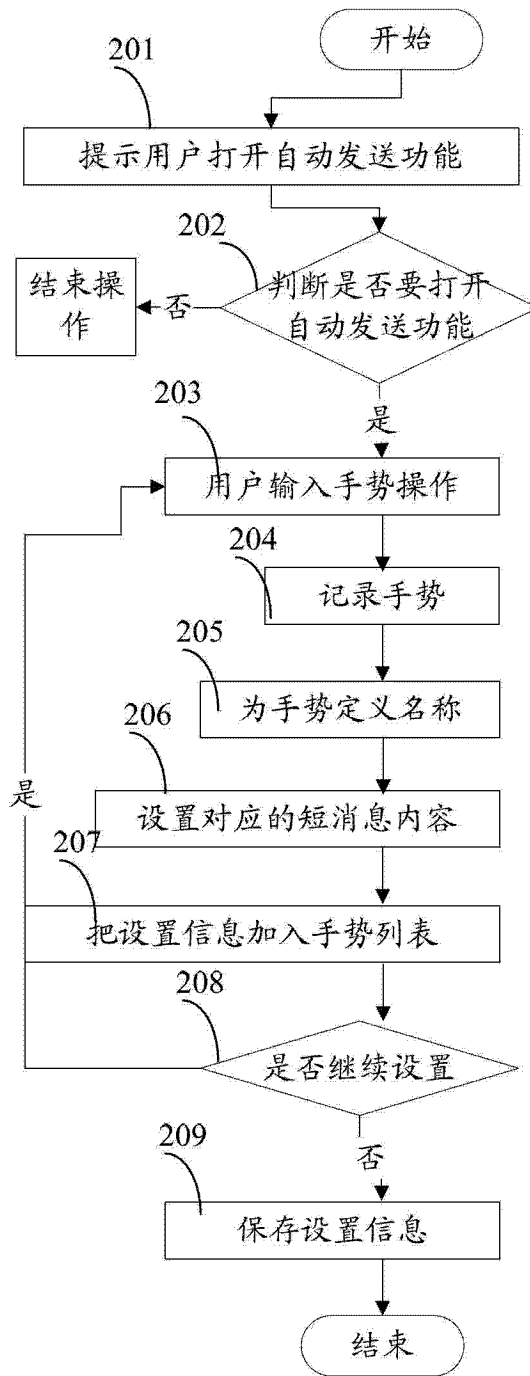 开始
201
提示用户打开自动发送功能
202
判断是否要打开
自动发送功能
否
结束操
作
是
203
用户输入手势操作
204
记录手势
205
为手势定义名称
206
设置对应的短消息内容
是
207
把设置信息加入手势列表
208
是否继续设置
否
209
保存设置信息
结束